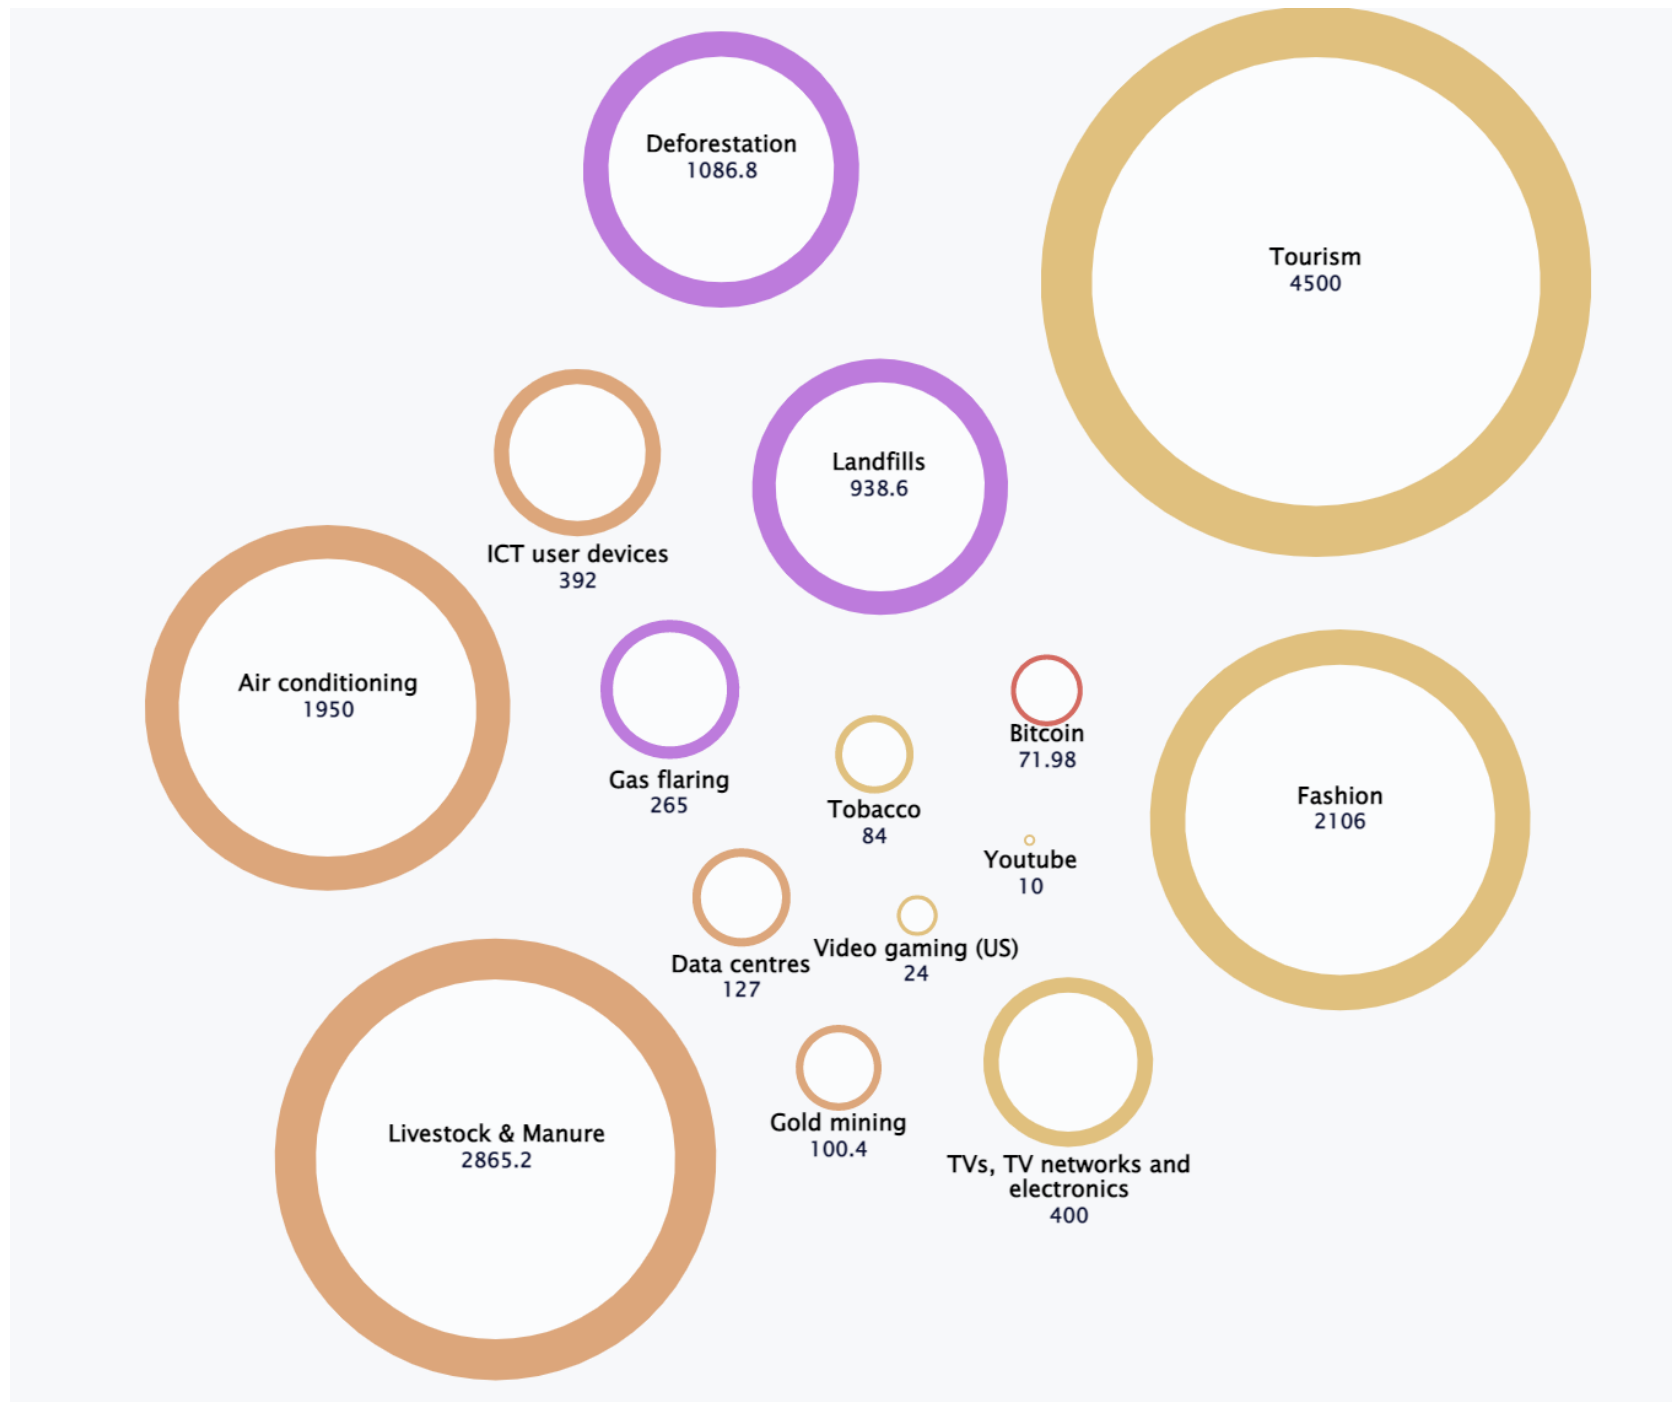 Deforestation
1086.8
Tourism
4500
Landfills
938.6
ICT user devices
392
Air conditioning
1950
Gas flaring
265
Bitcoin
71.98
Tobacco
84
Fashion
2106
Youtube
10
Video gaming (US)
24
Data centres
127
Livestock & Manure
2865.2
Gold mining
100.4
TVs, TV networks and
electronics
400